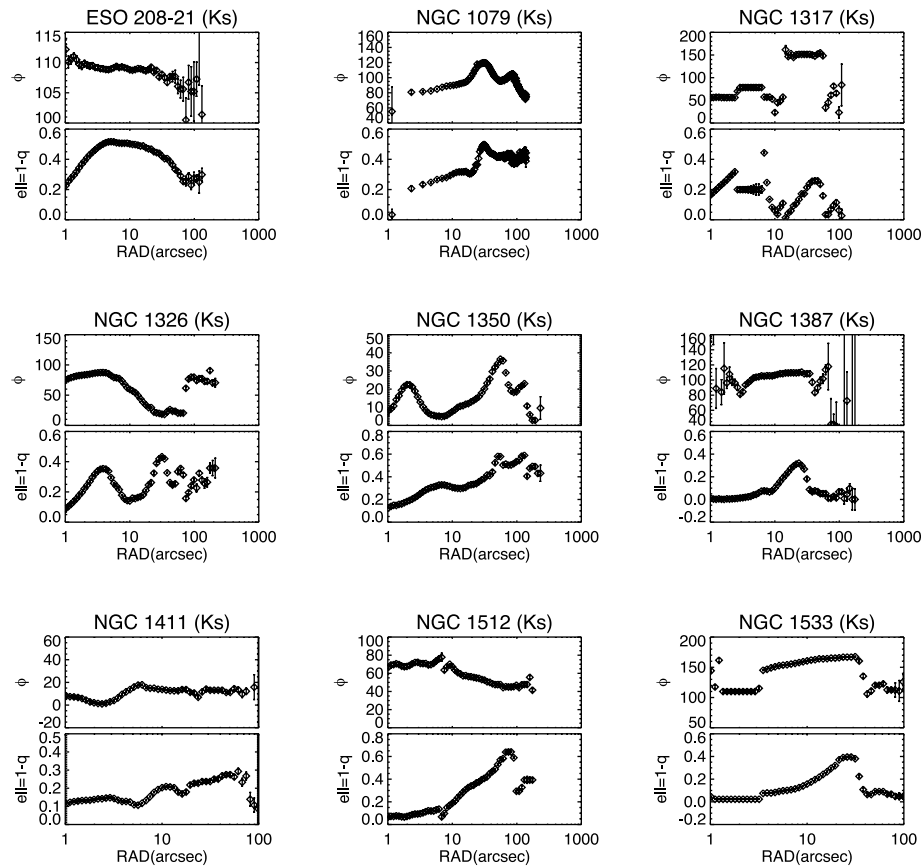 ESO 208-21 (Ks)
NGC 1079 (Ks)
NGC 1317 (Ks)
115
110
105
100
ϕ
0.6
0.4
0.2
0.0
ell=1-q
1 10 100 1000
RAD(arcsec)
160
140
120
100
80
60
40
ϕ
0.6
0.4
0.2
0.0
ell=1-q
1 10 100 1000
RAD(arcsec)
200
150
100
50
0
ϕ
0.6
0.4
0.2
0.0
ell=1-q
1 10 100 1000
RAD(arcsec)
NGC 1326 (Ks)
NGC 1350 (Ks)
NGC 1387 (Ks)
150
100
50
0
ϕ
0.6
0.4
0.2
0.0
ell=1-q
1 10 100 1000
RAD(arcsec)
50
40
30
20
10
0
ϕ
0.8
0.6
0.4
0.2
0.0
ell=1-q
1 10 100 1000
RAD(arcsec)
160
140
120
100
80
60
40
ϕ
0.6
0.4
0.2
0.0
-0.2
ell=1-q
1 10 100 1000
RAD(arcsec)
NGC 1411 (Ks)
NGC 1512 (Ks)
NGC 1533 (Ks)
60
40
20
0
-20
ϕ
0.5
0.4
0.3
0.2
0.1
0.0
ell=1-q
1 10 100
RAD(arcsec)
100
80
60
40
20
0
ϕ
0.8
0.6
0.4
0.2
0.0
ell=1-q
1 10 100 1000
RAD(arcsec)
200
150
100
50
ϕ
0.6
0.4
0.2
0.0
-0.2
ell=1-q
1 10 100
RAD(arcsec)